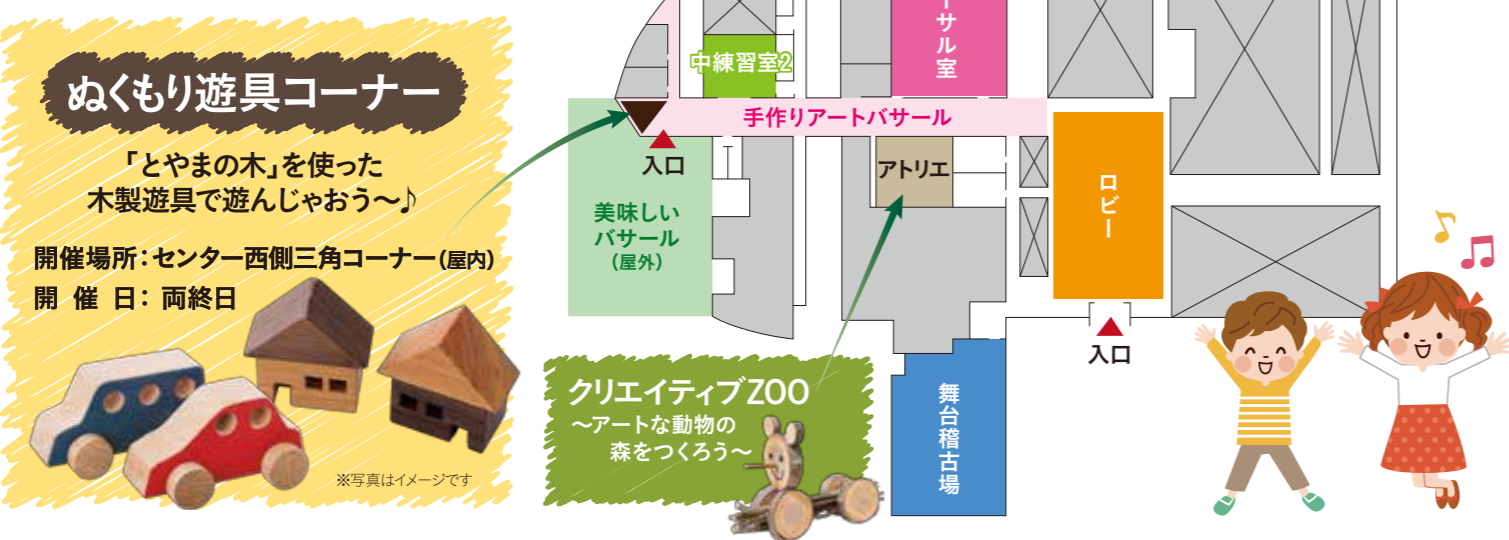 ぬくもり遊具コーナー
「とやまの木」を使った
木製遊具で遊んじゃおう〜♪
開催場所：センター西側三角コーナー（屋内）
開催日：両終日
※写真はイメージです
中練習室2
ーサル室
手作りアートバサール
入口
アトリエ
ロビー
美味しい
バサール
（屋外）
入口
クリエイティブZOO
〜アートな動物の
森をつくろう〜
舞台稽古場